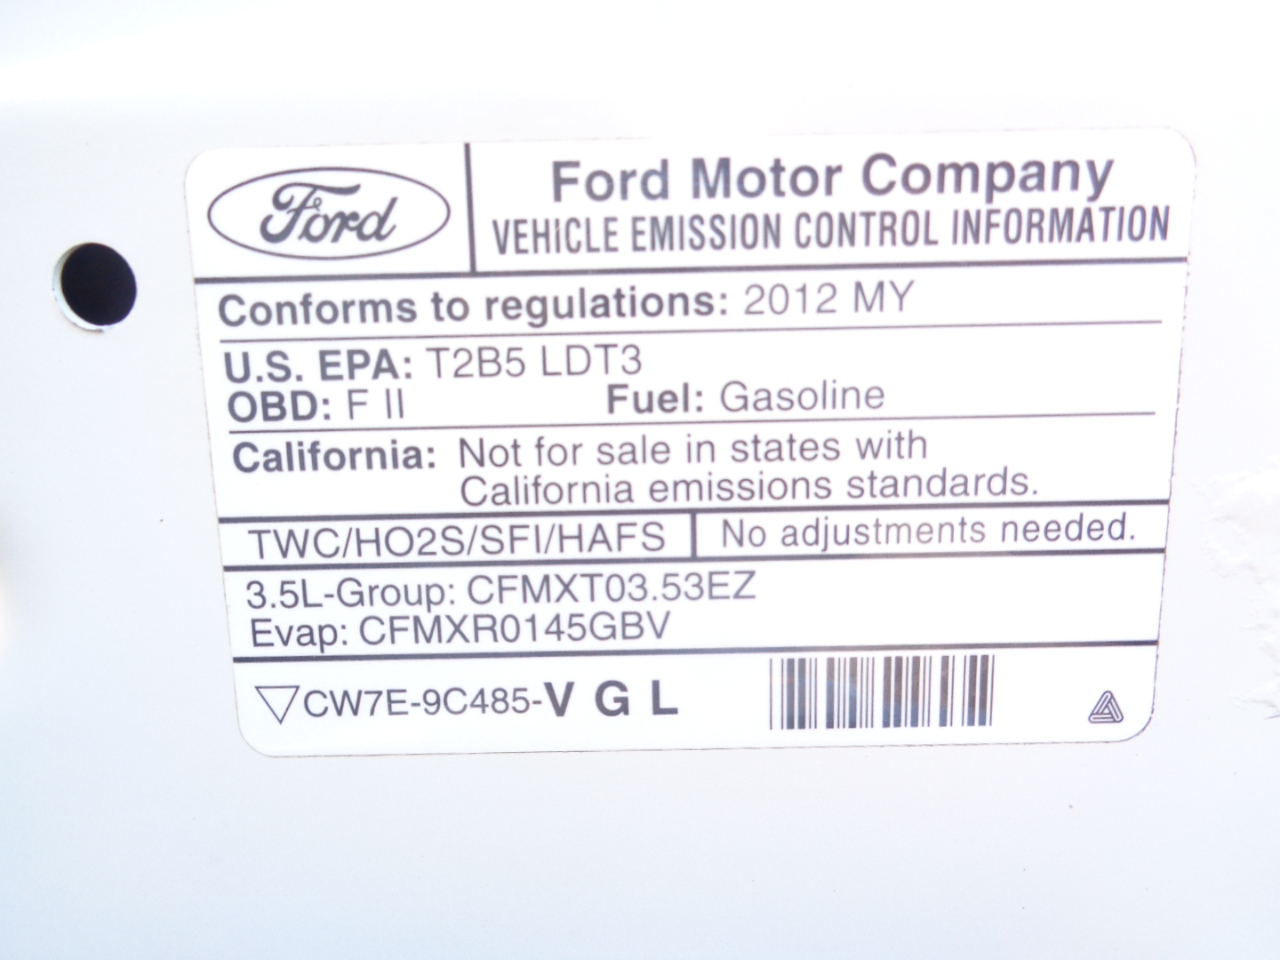 Ford
Ford Motor Company
VEHICLE EMISSION CONTROL INFORMATION
Conforms to regulations: 2012 MY
U.S. EPA: T2B5 LDT3
OBD: F II Fuel: Gasoline
California: Not for sale in states with
California emissions standards.
TWC/HO2S/SFI/HAFS No adjustments needed.
3.5L-Group: CFMXT03.53EZ
Evap: CFMXR0145GBV
CW7E-9C485-V G L